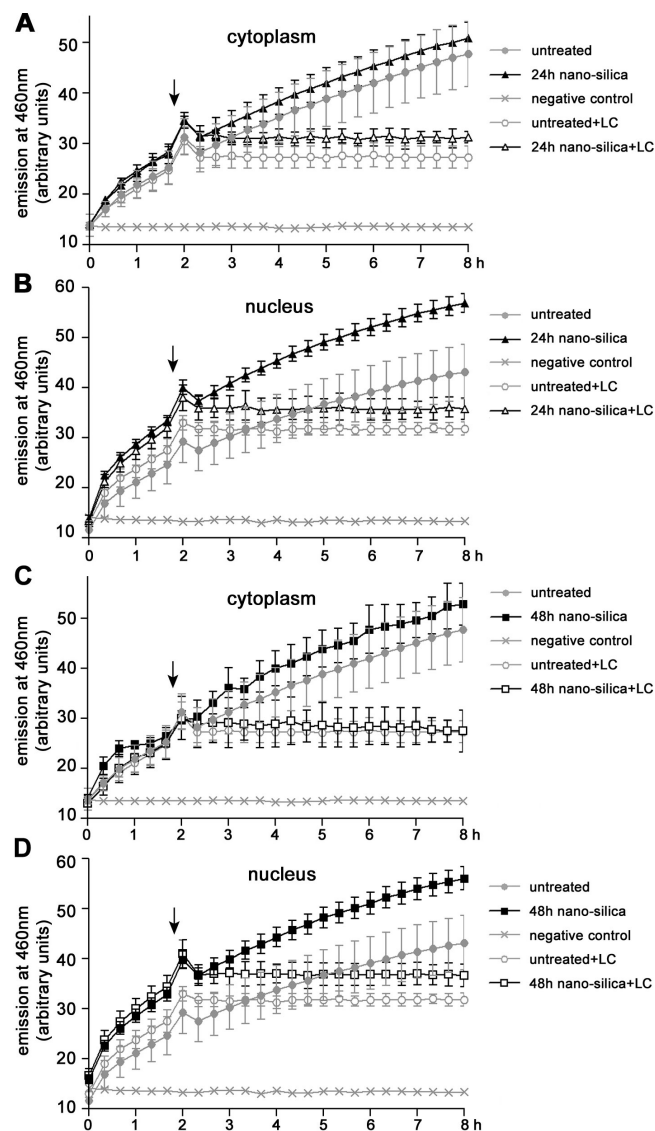 A
cytoplasm
emission at 460nm
(arbitrary units)
50
40
30
20
10
0 1 2 3 4 5 6 7 8 h
untreated
24h nano-silica
negative control
untreated+LC
24h nano-silica+LC
B
nucleus
emission at 460nm
(arbitrary units)
60
50
40
30
20
10
0 1 2 3 4 5 6 7 8 h
untreated
24h nano-silica
negative control
untreated+LC
24h nano-silica+LC
C
cytoplasm
emission at 460nm
(arbitrary units)
50
40
30
20
10
0 1 2 3 4 5 6 7 8 h
untreated
48h nano-silica
negative control
untreated+LC
48h nano-silica+LC
D
nucleus
emission at 460nm
(arbitrary units)
60
50
40
30
20
10
0 1 2 3 4 5 6 7 8 h
untreated
48h nano-silica
negative control
untreated+LC
48h nano-silica+LC